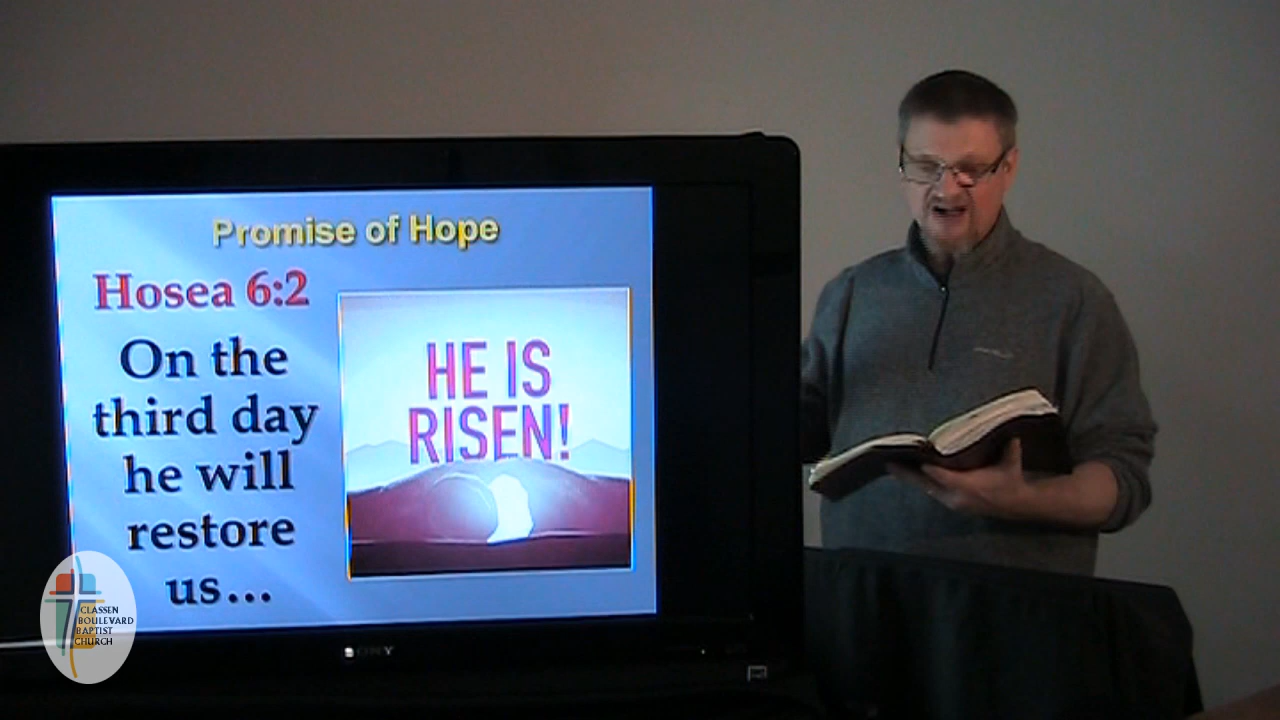 Promise of Hope
Hosea 6:2
On the
third day
he will
restore
us...
HE IS
RISEN!
SONY
CLASSEN
BOULEVARD
BAPTIST
CHURCH